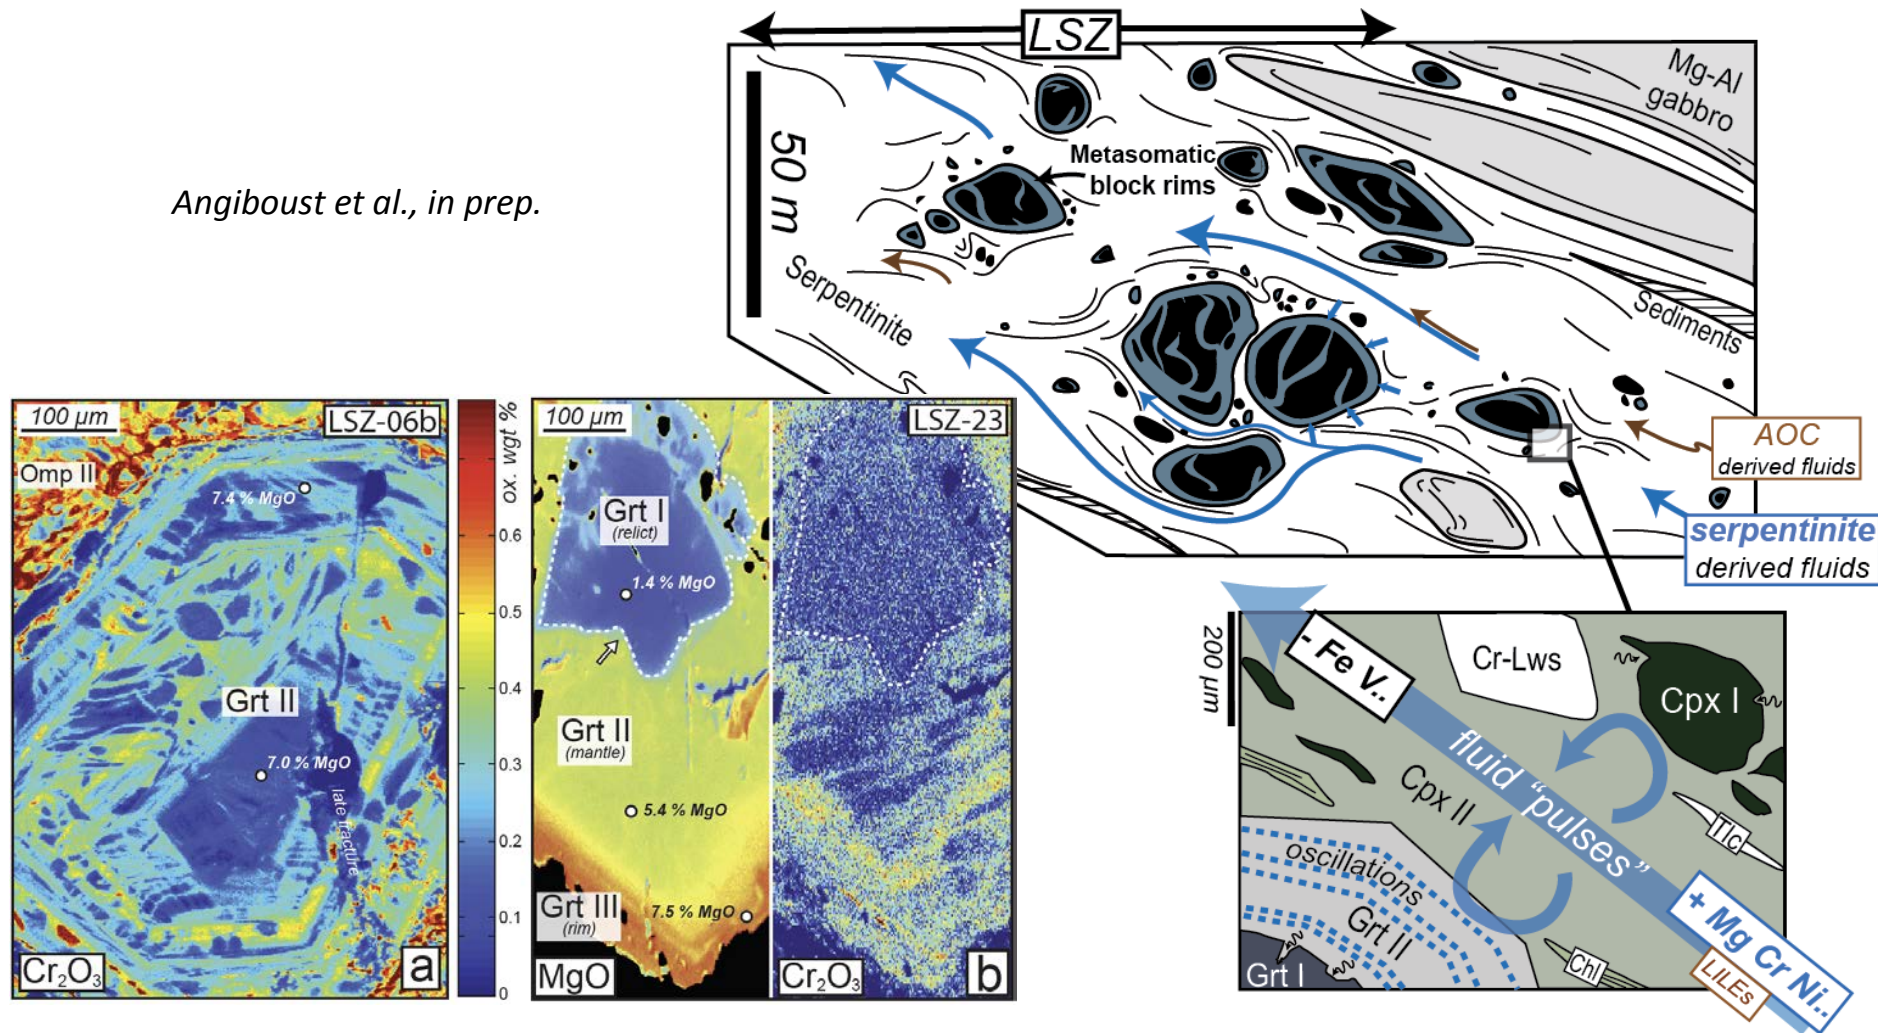 Angiboust et al., in prep.
LSZ
50 m
Mg-Al
gabbro
Metasomatic
block rims
Serpentinite
Sediments
AOC
derived fluids
serpentinite
derived fluids
100 µm
LSZ-06b
Omp II
7.4 % MgO
Grt II
7.0 % MgO
late fracture
Cr₂O₃
a
ox. wgt %
0.6
0.5
0.4
0.3
0.2
0.1
0
100 µm
LSZ-23
Grt I
(relict)
1.4 % MgO
Grt II
(mantle)
5.4 % MgO
Grt III
(rim)
7.5 % MgO
MgO
Cr₂O₃
b
200 µm
- Fe V..
Cr-Lws
Cpx I
fluid “pulses”
Cpx II
Tlc
oscillations
Grt II
Grt I
Chl
+ Mg Cr Ni..
LILEs